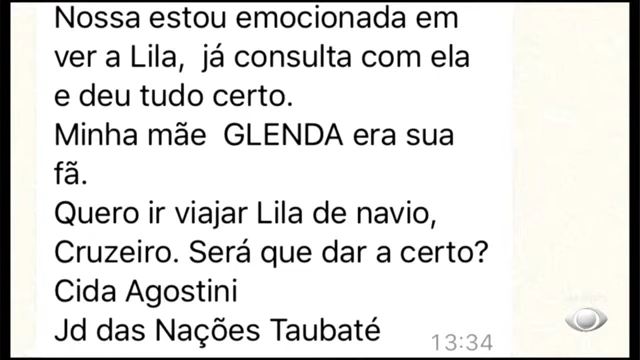 Nossa estou emocionada em
ver a Lila,  já consulta com ela
e deu tudo certo.
Minha mãe  GLENDA era sua
fã.
Quero ir viajar Lila de navio,
Cruzeiro. Será que dar a certo?
Cida Agostini
Jd das Nações Taubaté
13:34